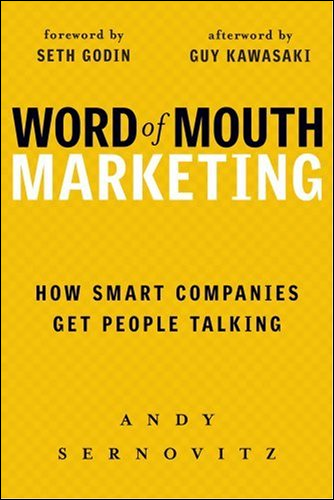 foreword by
SETH GODIN
afterword by
GUY KAWASAKI
WORD of MOUTH
MARKETING
HOW SMART COMPANIES
GET PEOPLE TALKING
ANDY
SERNOVITZ